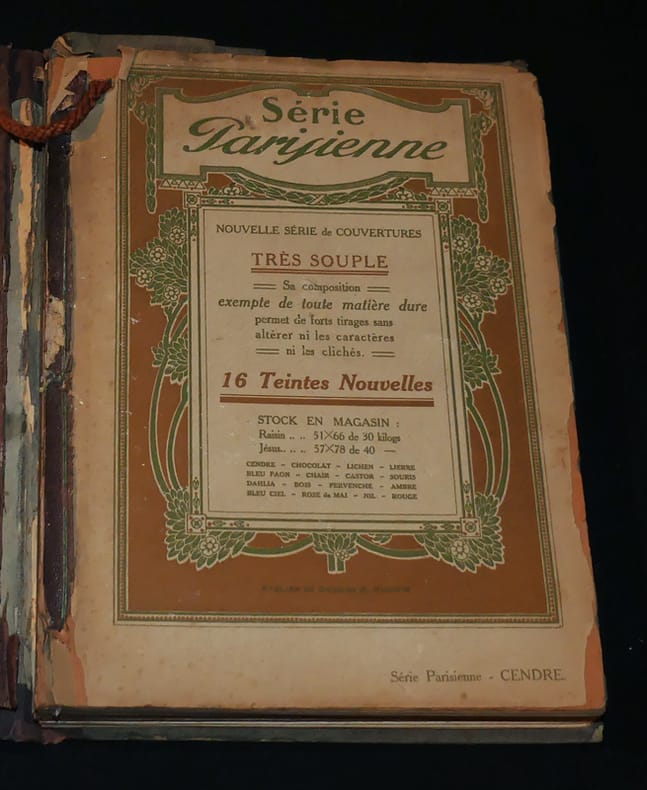 Série
Parisienne
NOUVELLE SÉRIE de COUVERTURES
TRÈS SOUPLE
Sa composition
exempte de toute matière dure
permet de forts tirages sans
altérer ni les caractères
ni les clichés.
16 Teintes Nouvelles
STOCK EN MAGASIN :
Raisin .. .. 51×66 de 30 kilogs
Jésus.. .. .. 57×78 de 40 —
CENDRE – CHOCOLAT – LICHEN – LIERRE
BLEU PAON – CHAIR – CASTOR – SOURIS
DAHLIA – BOIS – PERVENCHE – AMBRE
BLEU CIEL – ROSE de MAI – NIL – ROUGE
ATELIER DE
Série Parisienne - CENDRE.